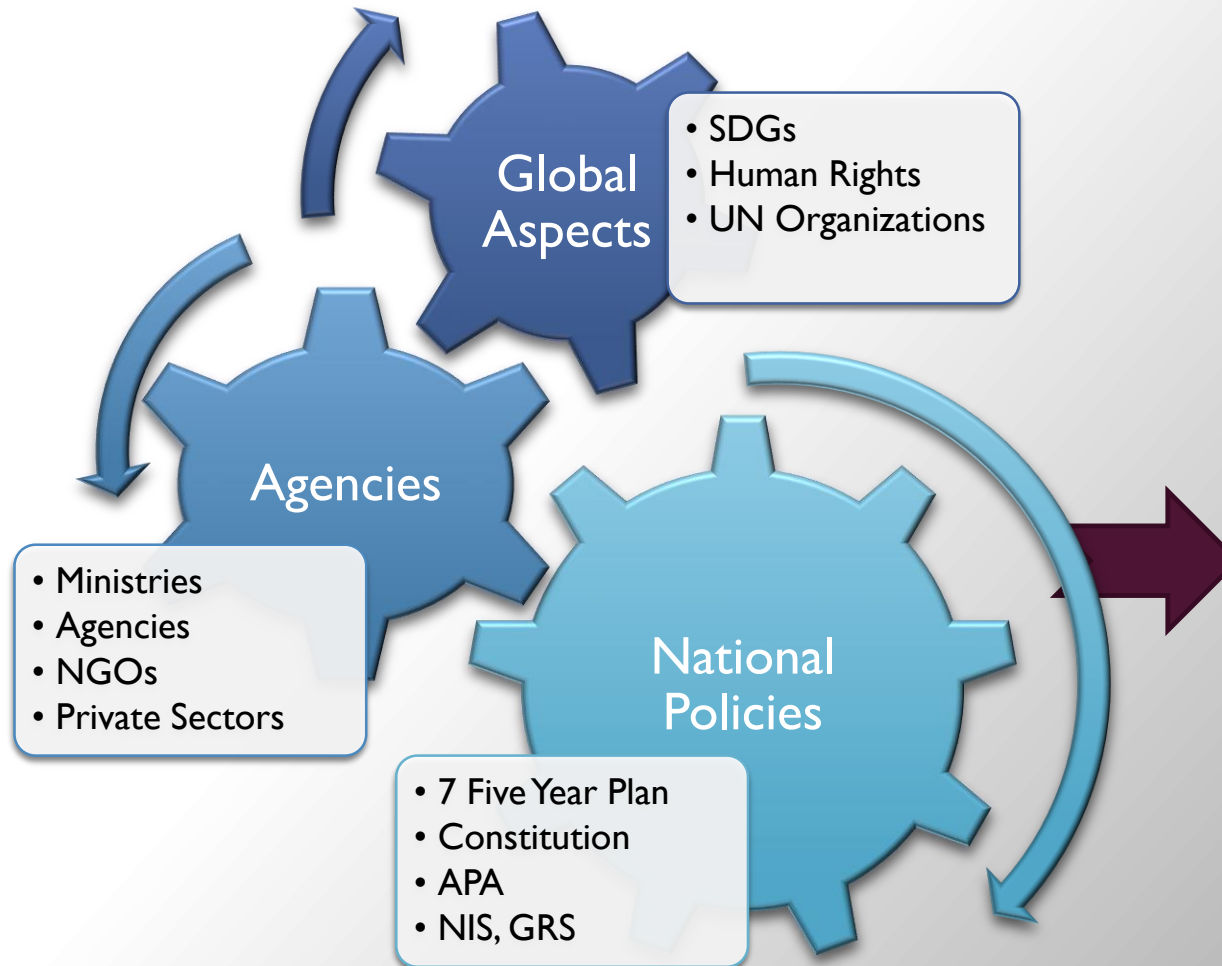 Global
Aspects
• SDGs
• Human Rights
• UN Organizations
Agencies
• Ministries
• Agencies
• NGOs
• Private Sectors
National
Policies
• 7 Five Year Plan
• Constitution
• APA
• NIS, GRS